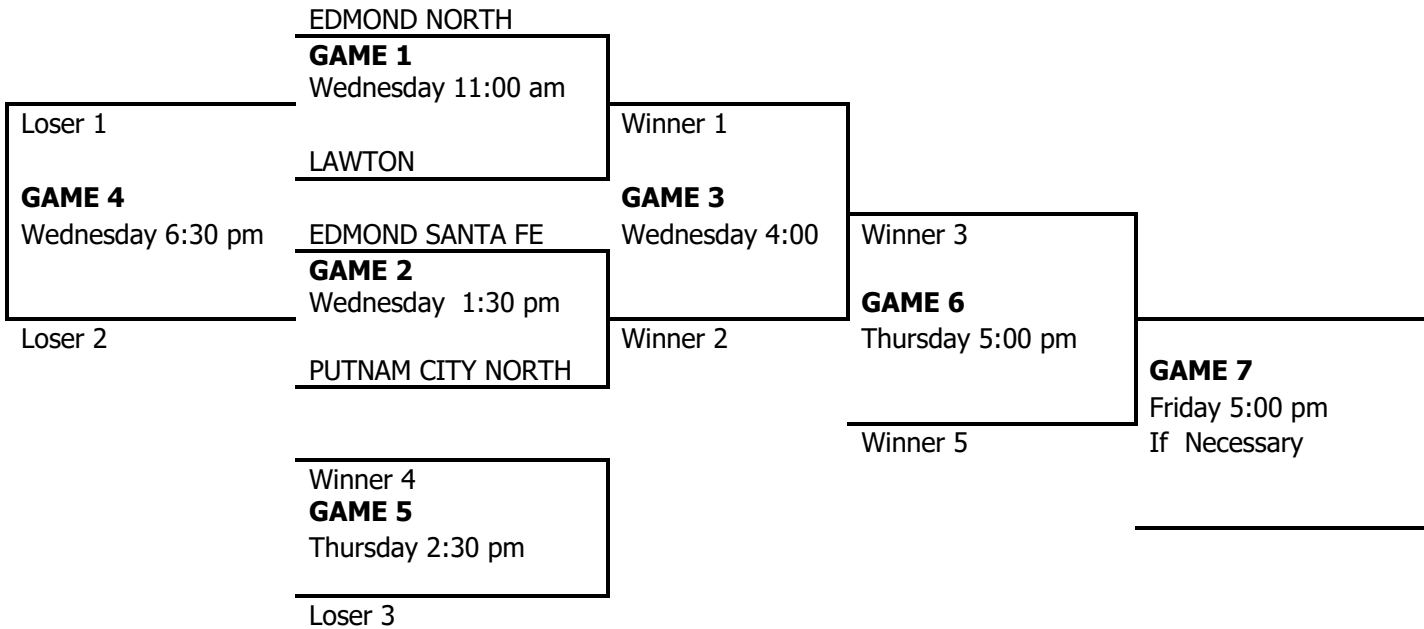 EDMOND NORTH
GAME 1
Wednesday 11:00 am
Loser 1
Winner 1
LAWTON
GAME 4
GAME 3
Wednesday 6:30 pm
EDMOND SANTA FE
Wednesday 4:00
Winner 3
GAME 2
Wednesday 1:30 pm
GAME 6
Loser 2
Winner 2
Thursday 5:00 pm
PUTNAM CITY NORTH
GAME 7
Friday 5:00 pm
Winner 5
If Necessary
Winner 4
GAME 5
Thursday 2:30 pm
Loser 3